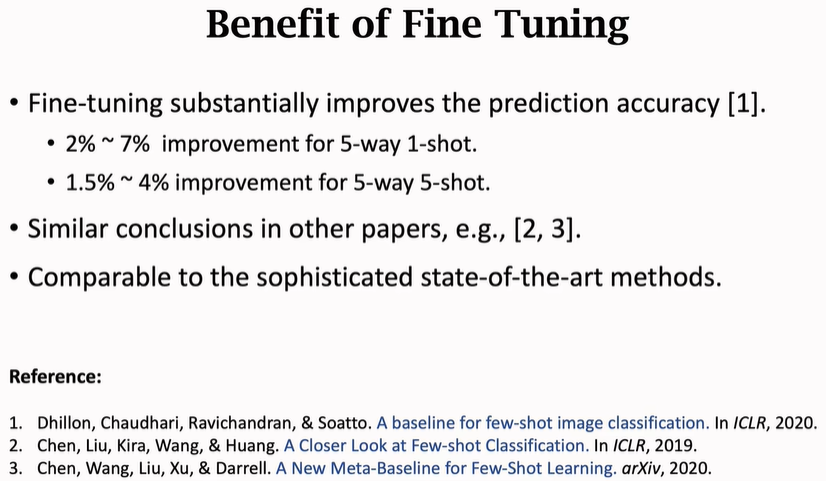 Benefit of Fine Tuning
• Fine-tuning substantially improves the prediction accuracy [1].
• 2% ~ 7% improvement for 5-way 1-shot.
• 1.5% ~ 4% improvement for 5-way 5-shot.
• Similar conclusions in other papers, e.g., [2, 3].
• Comparable to the sophisticated state-of-the-art methods.
Reference:
1. Dhillon, Chaudhari, Ravichandran, & Soatto. A baseline for few-shot image classification. In ICLR, 2020.
2. Chen, Liu, Kira, Wang, & Huang. A Closer Look at Few-shot Classification. In ICLR, 2019.
3. Chen, Wang, Liu, Xu, & Darrell. A New Meta-Baseline for Few-Shot Learning. arXiv, 2020.